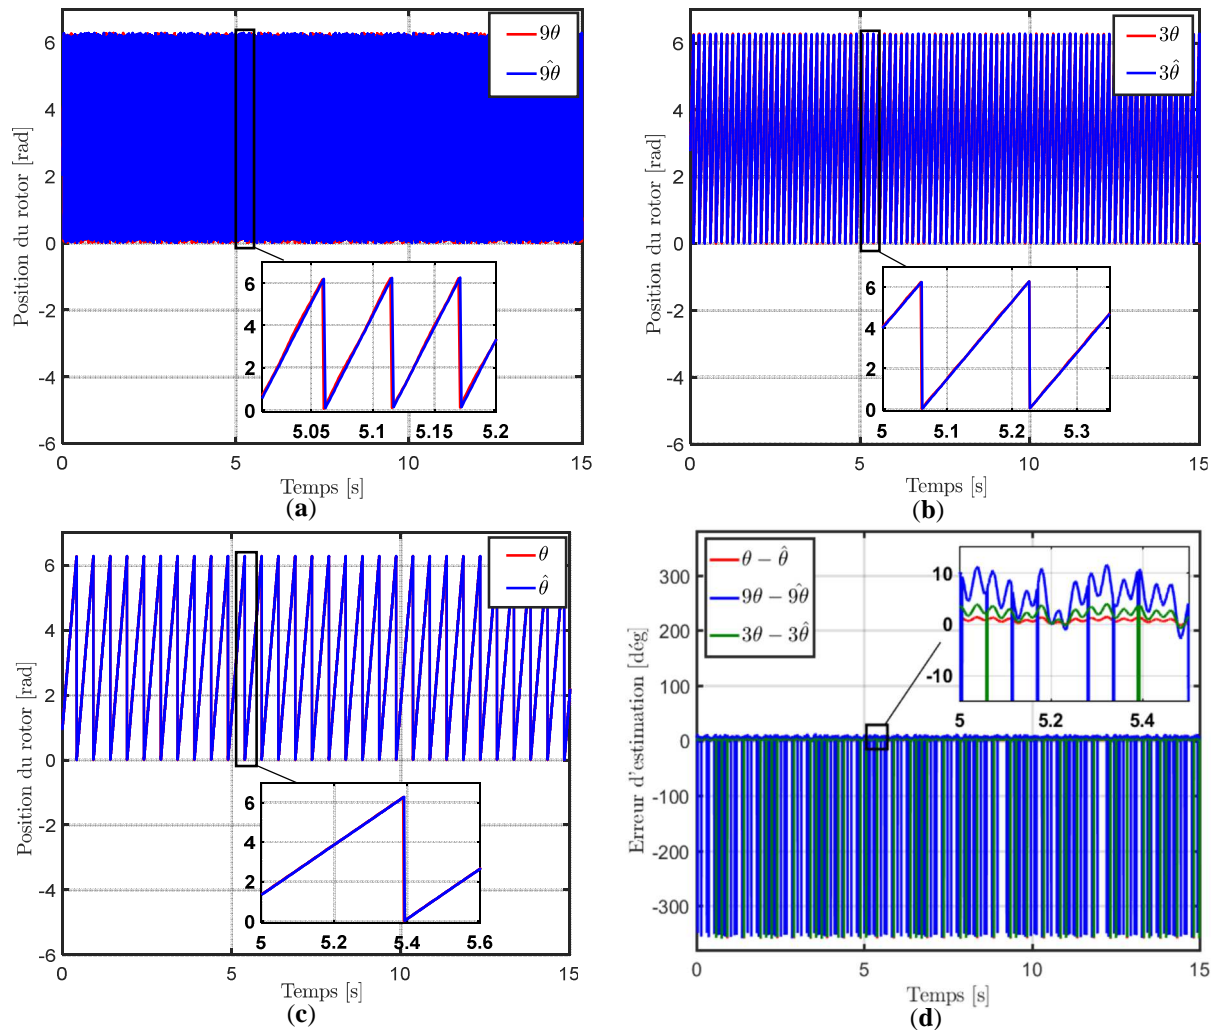 6
4
2
0
-2
-4
-6
Position du rotor [rad]
9θ
9θ̂
6
4
2
0
5.05 5.1 5.15 5.2
0 5 10 15
Temps [s]
(a)
6
4
2
0
-2
-4
-6
Position du rotor [rad]
3θ
3θ̂
6
4
2
0
5 5.1 5.2 5.3
0 5 10 15
Temps [s]
(b)
6
4
2
0
-2
-4
-6
Position du rotor [rad]
θ
θ̂
6
4
2
0
5 5.2 5.4 5.6
0 5 10 15
Temps [s]
(c)
300
200
100
0
-100
-200
-300
Erreur d'estimation [dég]
θ − θ̂
9θ − 9θ̂
3θ − 3θ̂
10
0
-10
5 5.2 5.4
0 5 10 15
Temps [s]
(d)